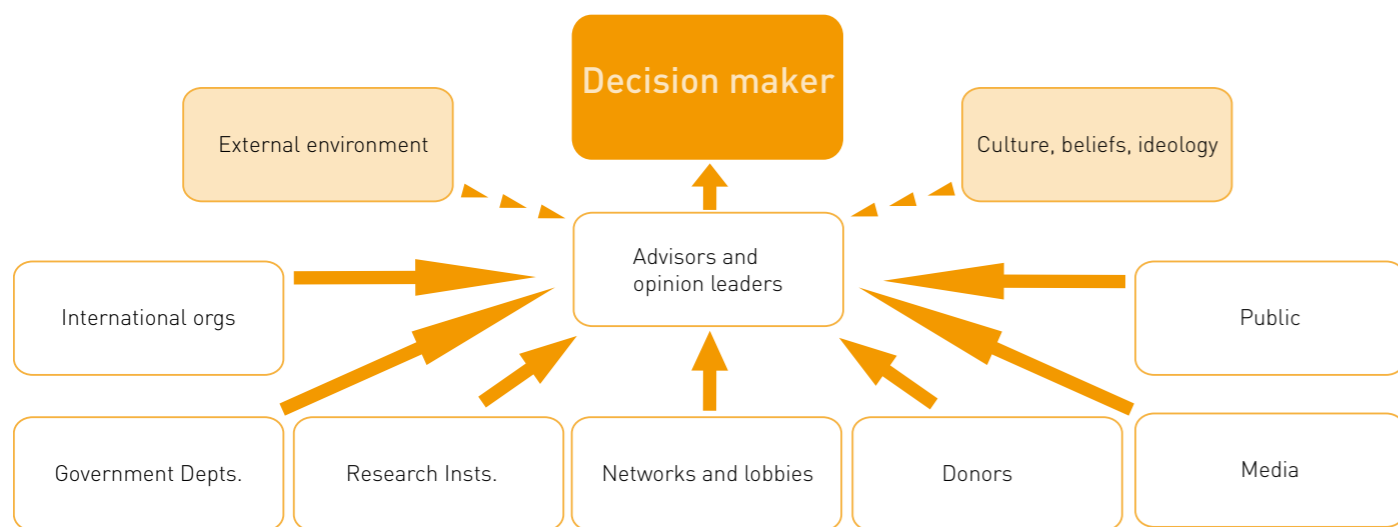 Decision maker
External environment
Culture, beliefs, ideology
Advisors and
opinion leaders
International orgs
Public
Government Depts.
Research Insts.
Networks and lobbies
Donors
Media